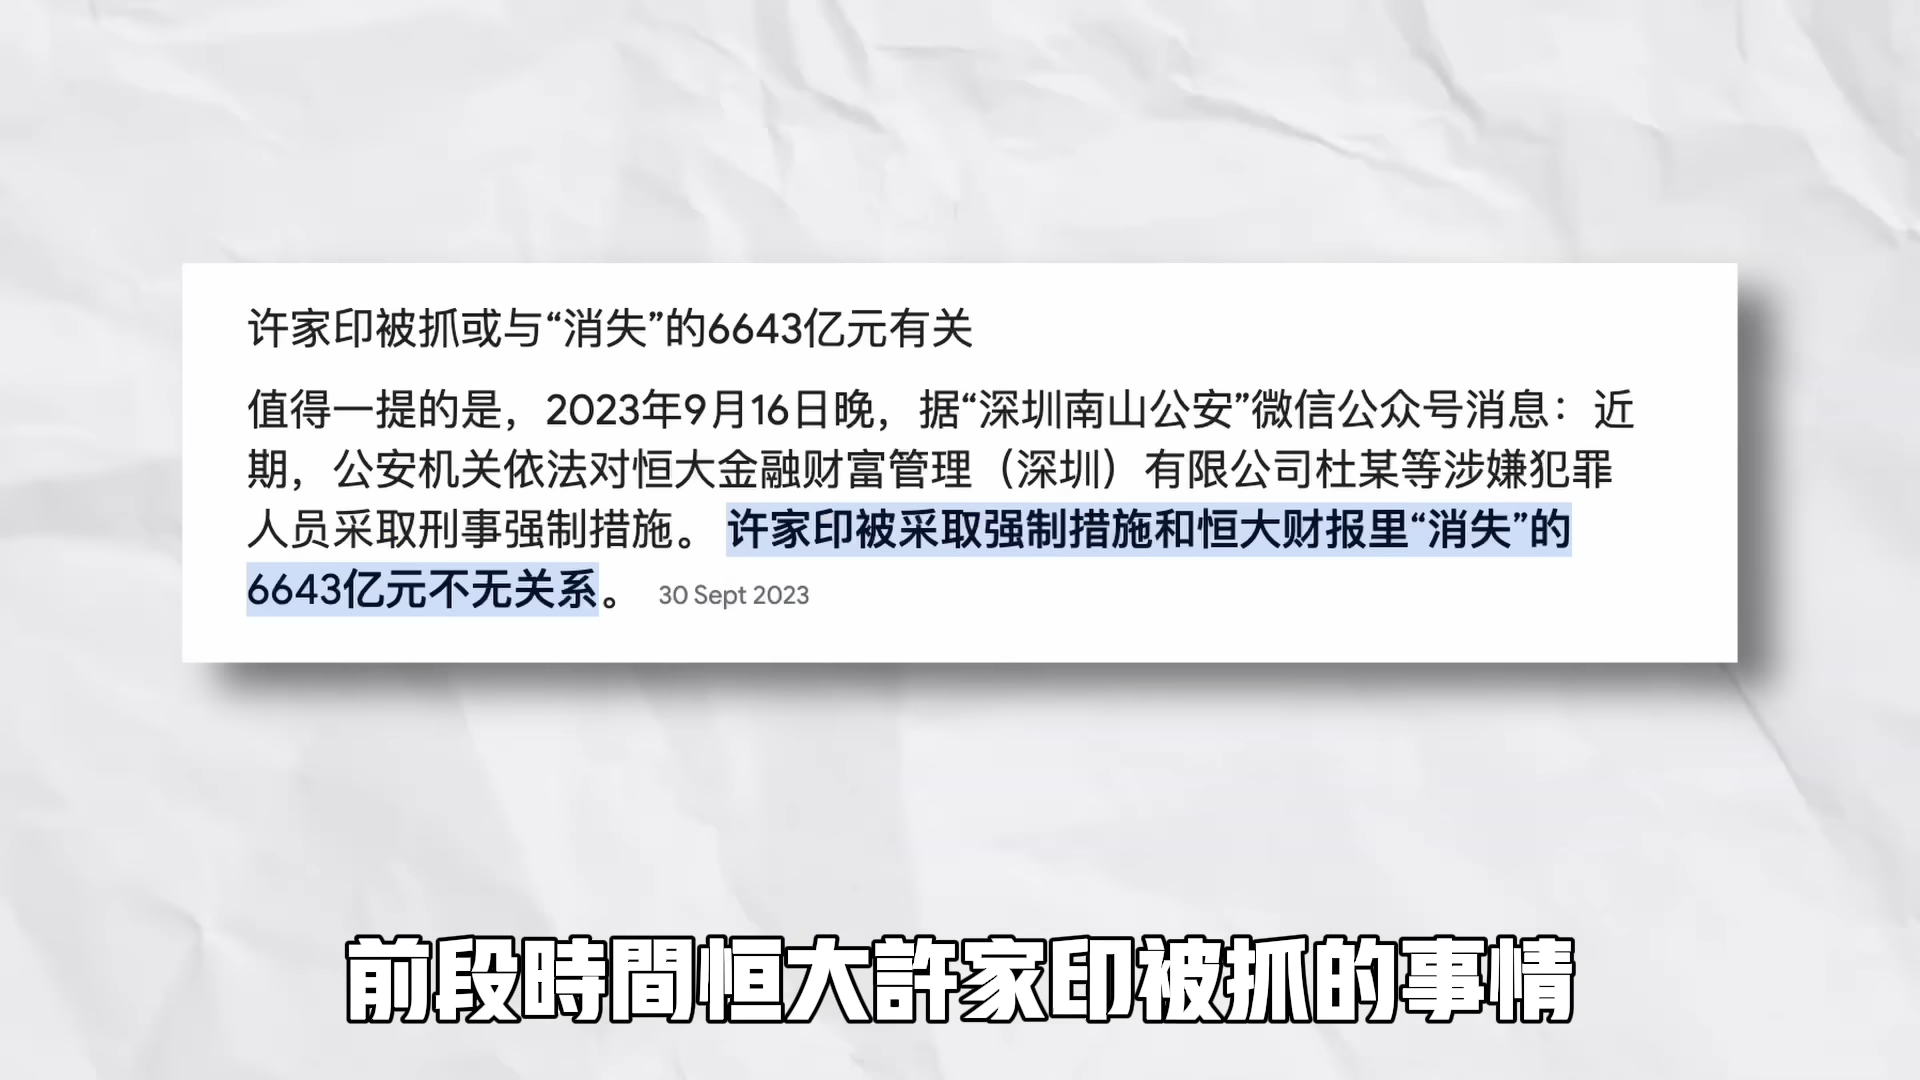 许家印被抓或与“消失”的6643亿元有关
值得一提的是，2023年9月16日晚，据“深圳南山公安”微信公众号消息：近
期，公安机关依法对恒大金融财富管理（深圳）有限公司杜某等涉嫌犯罪
人员采取刑事强制措施。 许家印被采取强制措施和恒大财报里“消失”的
6643亿元不无关系。 30 Sept 2023
前段時間恒大許家印被抓的事情